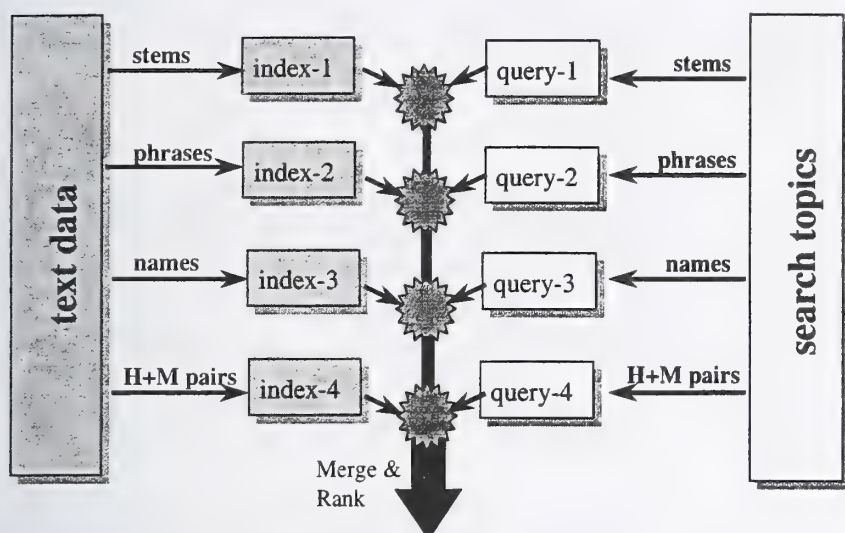 text data
search topics
stems
index-1
query-1
stems
phrases
index-2
query-2
phrases
names
index-3
query-3
names
H+M pairs
index-4
query-4
H+M pairs
Merge &
Rank